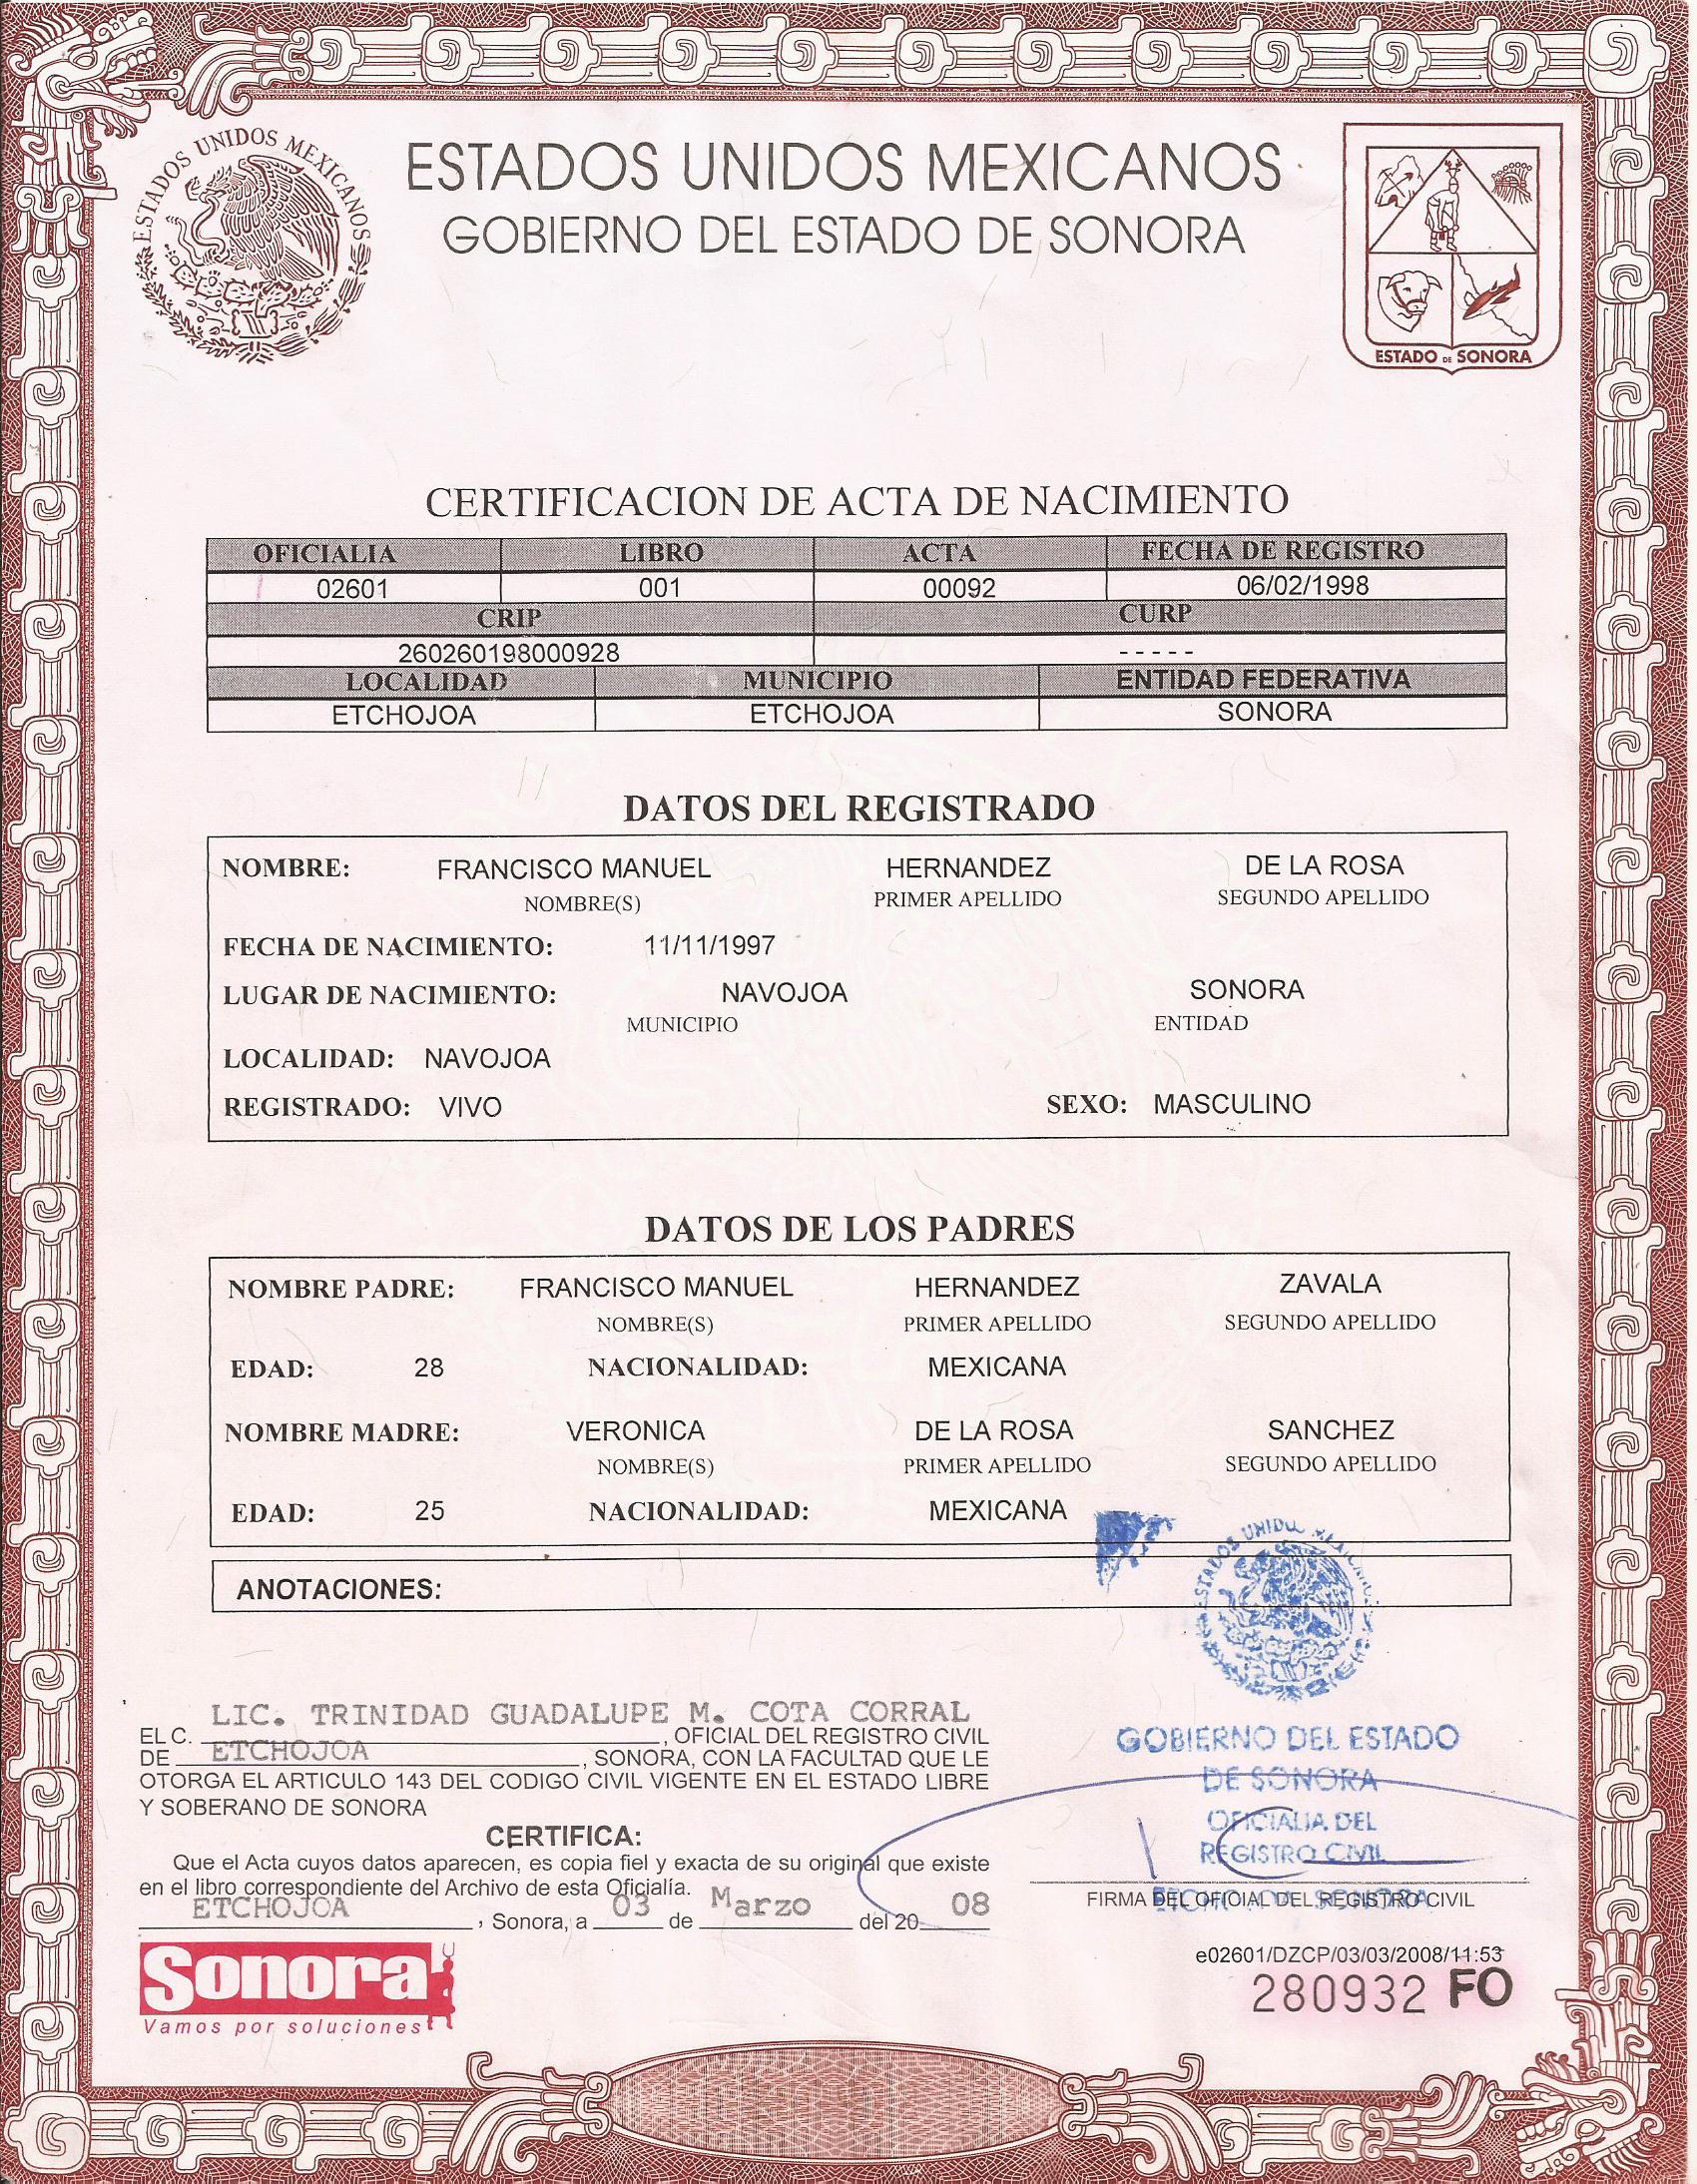 ESTADOS UNIDOS MEXICANOS
ESTADOS UNIDOS MEXICANOS
GOBIERNO DEL ESTADO DE SONORA
ESTADO DE SONORA
CERTIFICACION DE ACTA DE NACIMIENTO
OFICIALIA LIBRO ACTA FECHA DE REGISTRO
02601 001 00092 06/02/1998
CRIP CURP
260260198000928 - - - - -
LOCALIDAD MUNICIPIO ENTIDAD FEDERATIVA
ETCHOJOA ETCHOJOA SONORA
DATOS DEL REGISTRADO
NOMBRE: FRANCISCO MANUEL HERNANDEZ DE LA ROSA
NOMBRE(S) PRIMER APELLIDO SEGUNDO APELLIDO
FECHA DE NACIMIENTO: 11/11/1997
LUGAR DE NACIMIENTO: NAVOJOA SONORA
MUNICIPIO ENTIDAD
LOCALIDAD: NAVOJOA
REGISTRADO: VIVO SEXO: MASCULINO
DATOS DE LOS PADRES
NOMBRE PADRE: FRANCISCO MANUEL HERNANDEZ ZAVALA
NOMBRE(S) PRIMER APELLIDO SEGUNDO APELLIDO
EDAD: 28 NACIONALIDAD: MEXICANA
NOMBRE MADRE: VERONICA DE LA ROSA SANCHEZ
NOMBRE(S) PRIMER APELLIDO SEGUNDO APELLIDO
EDAD: 25 NACIONALIDAD: MEXICANA
ANOTACIONES:
LIC. TRINIDAD GUADALUPE M. COTA CORRAL
EL C. , OFICIAL DEL REGISTRO CIVIL
DE ETCHOJOA , SONORA, CON LA FACULTAD QUE LE
OTORGA EL ARTICULO 143 DEL CODIGO CIVIL VIGENTE EN EL ESTADO LIBRE
Y SOBERANO DE SONORA
CERTIFICA:
Que el Acta cuyos datos aparecen, es copia fiel y exacta de su original que existe
en el libro correspondiente del Archivo de esta Oficialía.
ETCHOJOA , Sonora, a 03 de Marzo del 20 08
GOBIERNO DEL ESTADO
DE SONORA
OFICIALIA DEL
REGISTRO CIVIL
FIRMA DEL OFICIAL DEL REGISTRO CIVIL
e02601/DZCP/03/03/2008/11:53
280932 FO
Sonora
Vamos por soluciones